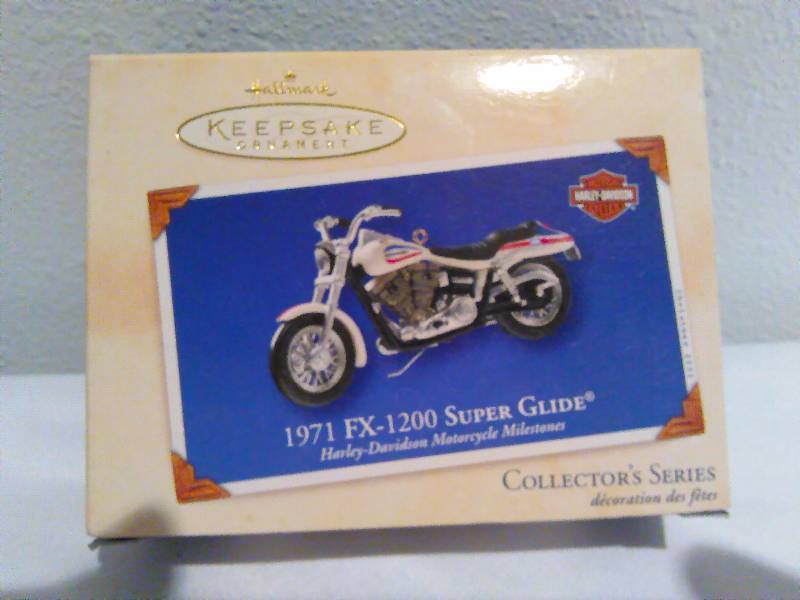 Hallmark
KEEPSAKE
ORNAMENT
HARLEY-DAVIDSON
1971 FX-1200 SUPER GLIDE®
Harley-Davidson Motorcycle Milestones
COLLECTOR'S SERIES
décoration des fêtes